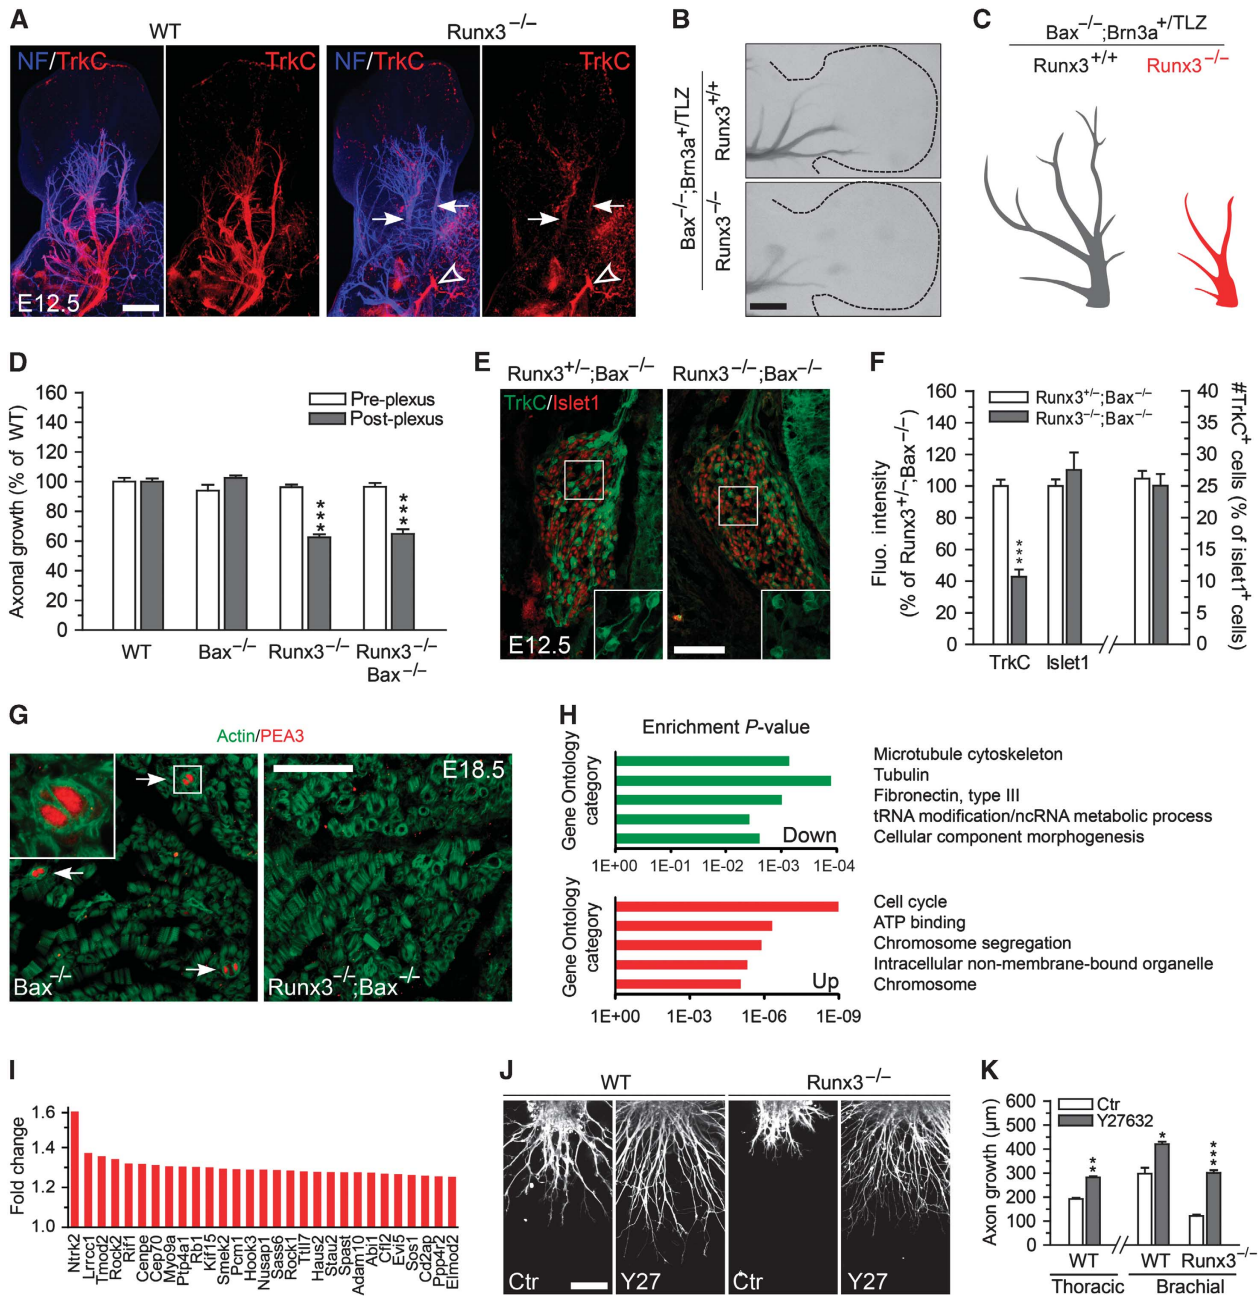 A
WT
Runx3−/−
NF/TrkC
TrkC
NF/TrkC
TrkC
E12.5
B
Bax−/−;Brn3a+/TLZ
Runx3+/+
Runx3−/−
C
Bax−/−;Brn3a+/TLZ
Runx3+/+ Runx3−/−
D
Axonal growth (% of WT)
160
140
120
100
80
60
40
20
0
Pre-plexus
Post-plexus
***
***
WT Bax−/− Runx3−/− Runx3−/−
Bax−/−
E
Runx3+/−;Bax−/− Runx3−/−;Bax−/−
TrkC/Islet1
E12.5
F
Fluo. intensity
(% of Runx3+/−;Bax−/−)
160
140
120
100
80
60
40
20
0
Runx3+/−;Bax−/−
Runx3−/−;Bax−/−
***
TrkC Islet1
40
35
30
25
20
15
10
5
0
#TrkC+
cells (% of islet1+ cells)
G
Actin/PEA3
E18.5
Bax−/−
Runx3−/−;Bax−/−
H
Enrichment P-value
Gene Ontology
category
Microtubule cytoskeleton
Tubulin
Fibronectin, type III
tRNA modification/ncRNA metabolic process
Cellular component morphogenesis
Down
1E+00 1E-01 1E-02 1E-03 1E-04
Gene Ontology
category
Cell cycle
ATP binding
Chromosome segregation
Intracellular non-membrane-bound organelle
Chromosome
Up
1E+00 1E-03 1E-06 1E-09
I
Fold change
1.6
1.4
1.2
1.0
Ntrk2
Lrrc1
Tmod2
Rock2
Rif1
Cenpe
Cep70
Myo9a
Ptp4a1
Rb1
Kif15
Smek2
Pcm1
Hook3
Nusap1
Sass6
Rock1
Ttll7
Haus2
Stau2
Spast
Adam10
Abi1
Cfl2
Evi5
Sos1
Cd2ap
Ppp4r2
Elmod2
J
WT Runx3−/−
Ctr Y27 Ctr Y27
K
Axon growth (μm)
600
500
400
300
200
100
0
Ctr
Y27632
**
*
***
WT WT Runx3−/−
Thoracic Brachial